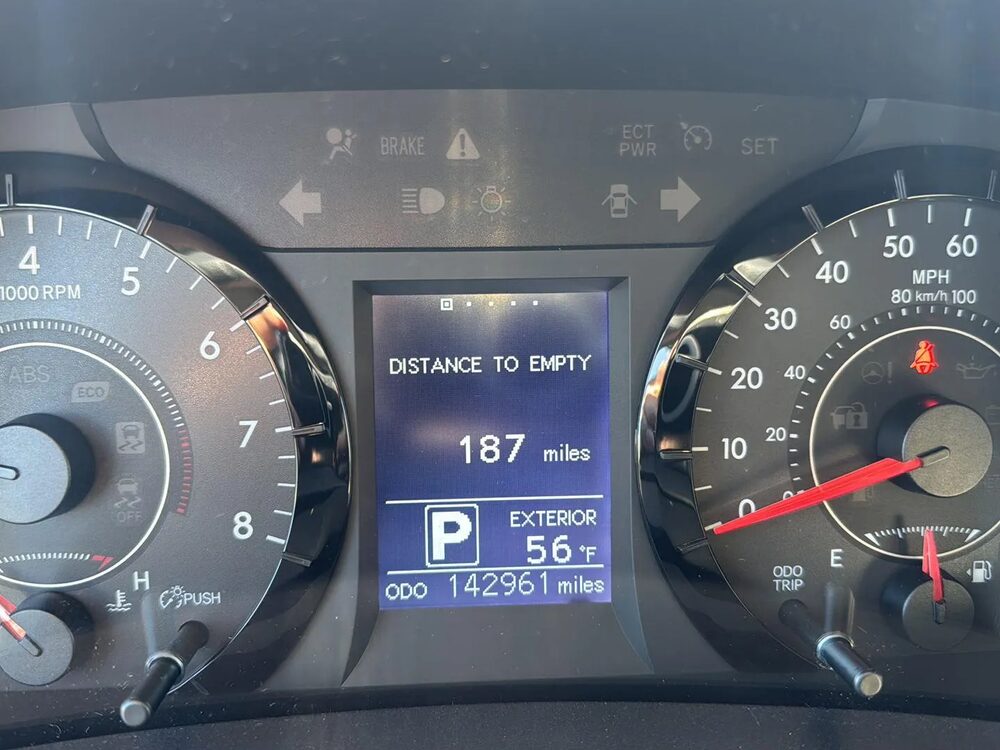 BRAKE
ECT
PWR
SET
4
5
6
7
8
1000 RPM
ABS
ECO
OFF
H
PUSH
DISTANCE TO EMPTY
187 miles
P
EXTERIOR
56 °F
ODO 142961 miles
0
10
20
30
40
50
60
MPH
80 km/h 100
60
40
20
ODO
TRIP
E